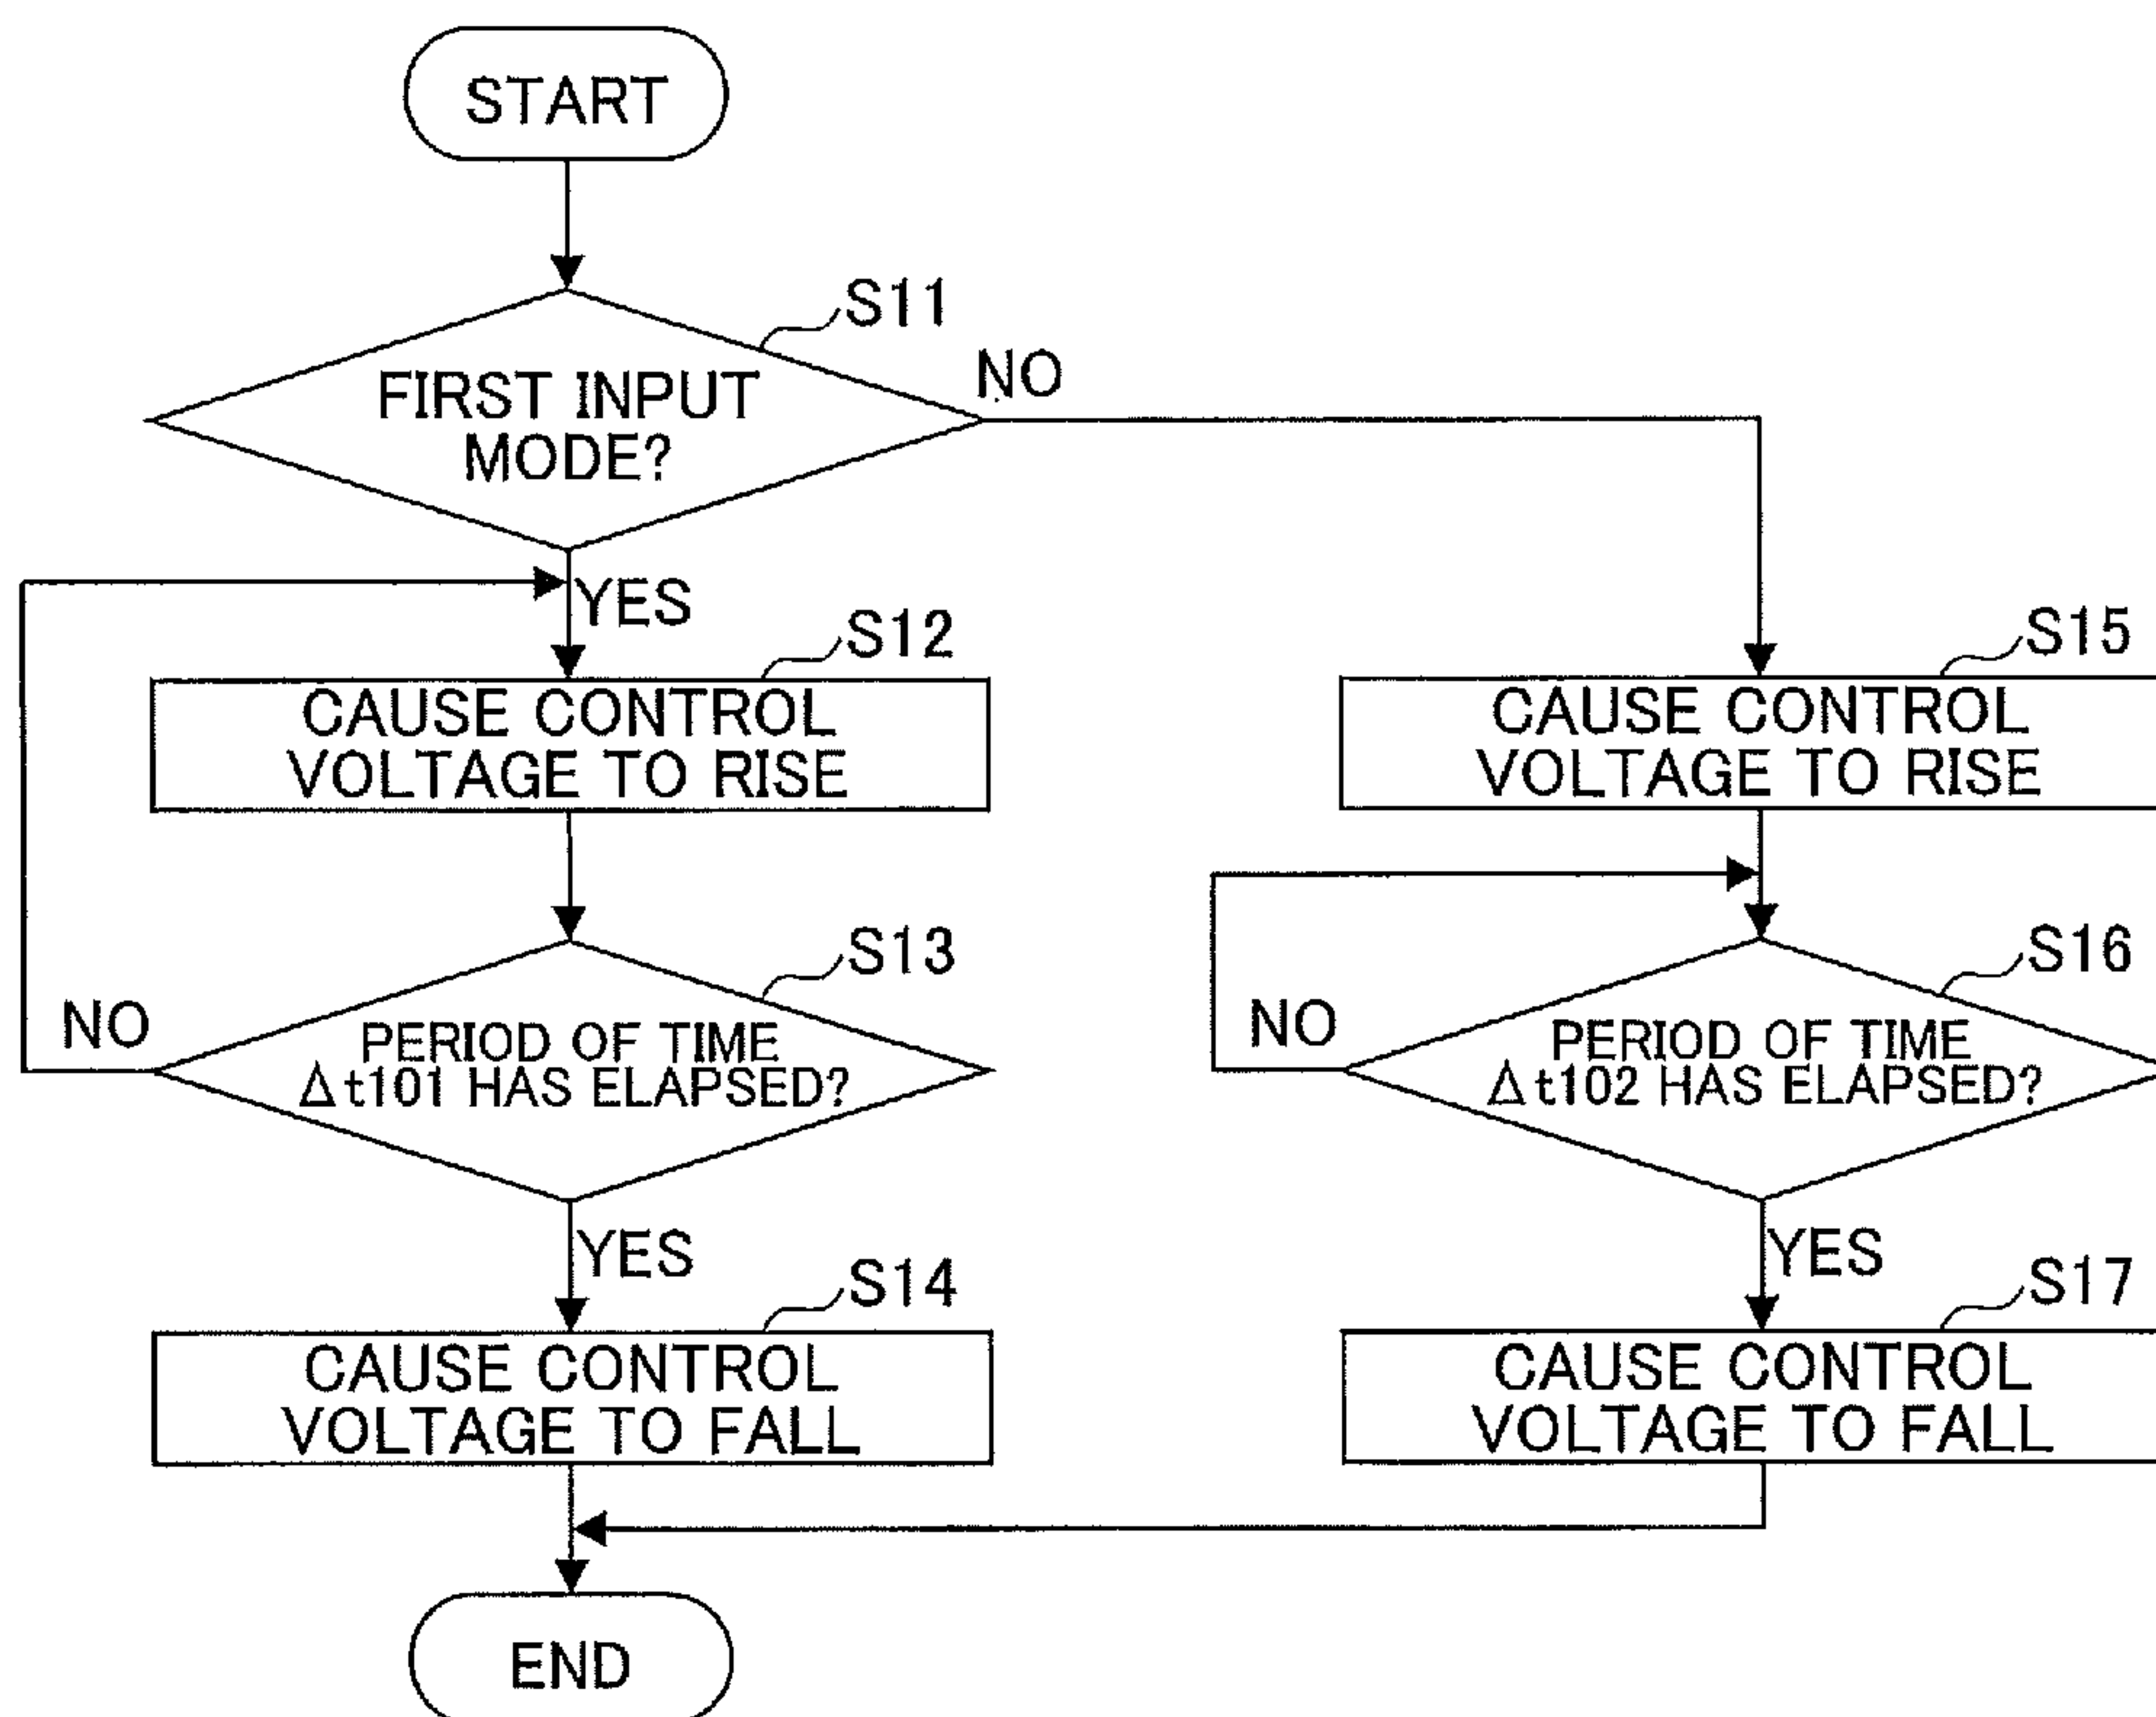 START
S11
FIRST INPUT
MODE?
NO
YES
S12
CAUSE CONTROL
VOLTAGE TO RISE
S13
NO
PERIOD OF TIME
Δt101 HAS ELAPSED?
YES
S14
CAUSE CONTROL
VOLTAGE TO FALL
S15
CAUSE CONTROL
VOLTAGE TO RISE
S16
NO
PERIOD OF TIME
Δt102 HAS ELAPSED?
YES
S17
CAUSE CONTROL
VOLTAGE TO FALL
END